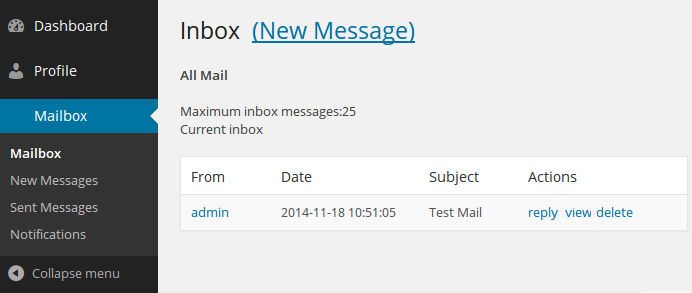 Dashboard
Profile
Mailbox
Mailbox
New Messages
Sent Messages
Notifications
Collapse menu
Inbox (New Message)
All Mail
Maximum inbox messages:25
Current inbox
From Date Subject Actions
admin 2014-11-18 10:51:05 Test Mail reply view delete